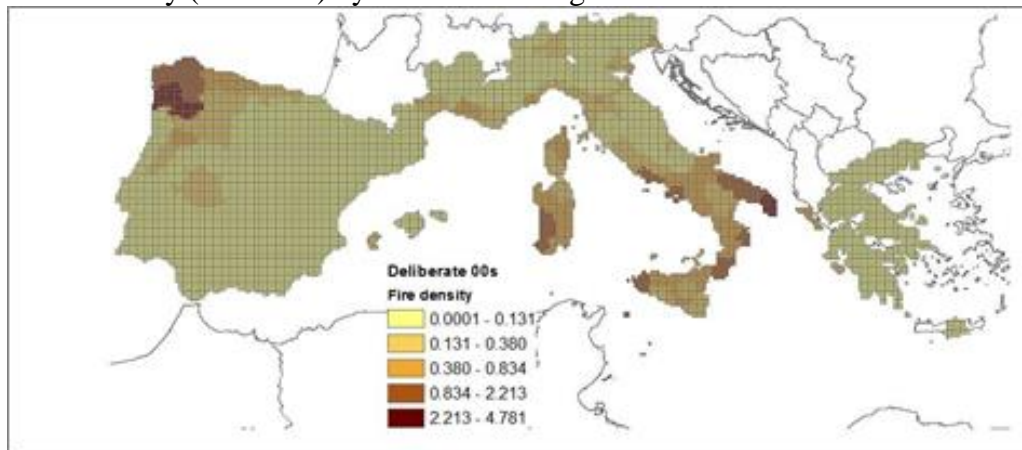 Deliberate 00s
Fire density
0.0001 - 0.131
0.131 - 0.380
0.380 - 0.834
0.834 - 2.213
2.213 - 4.781